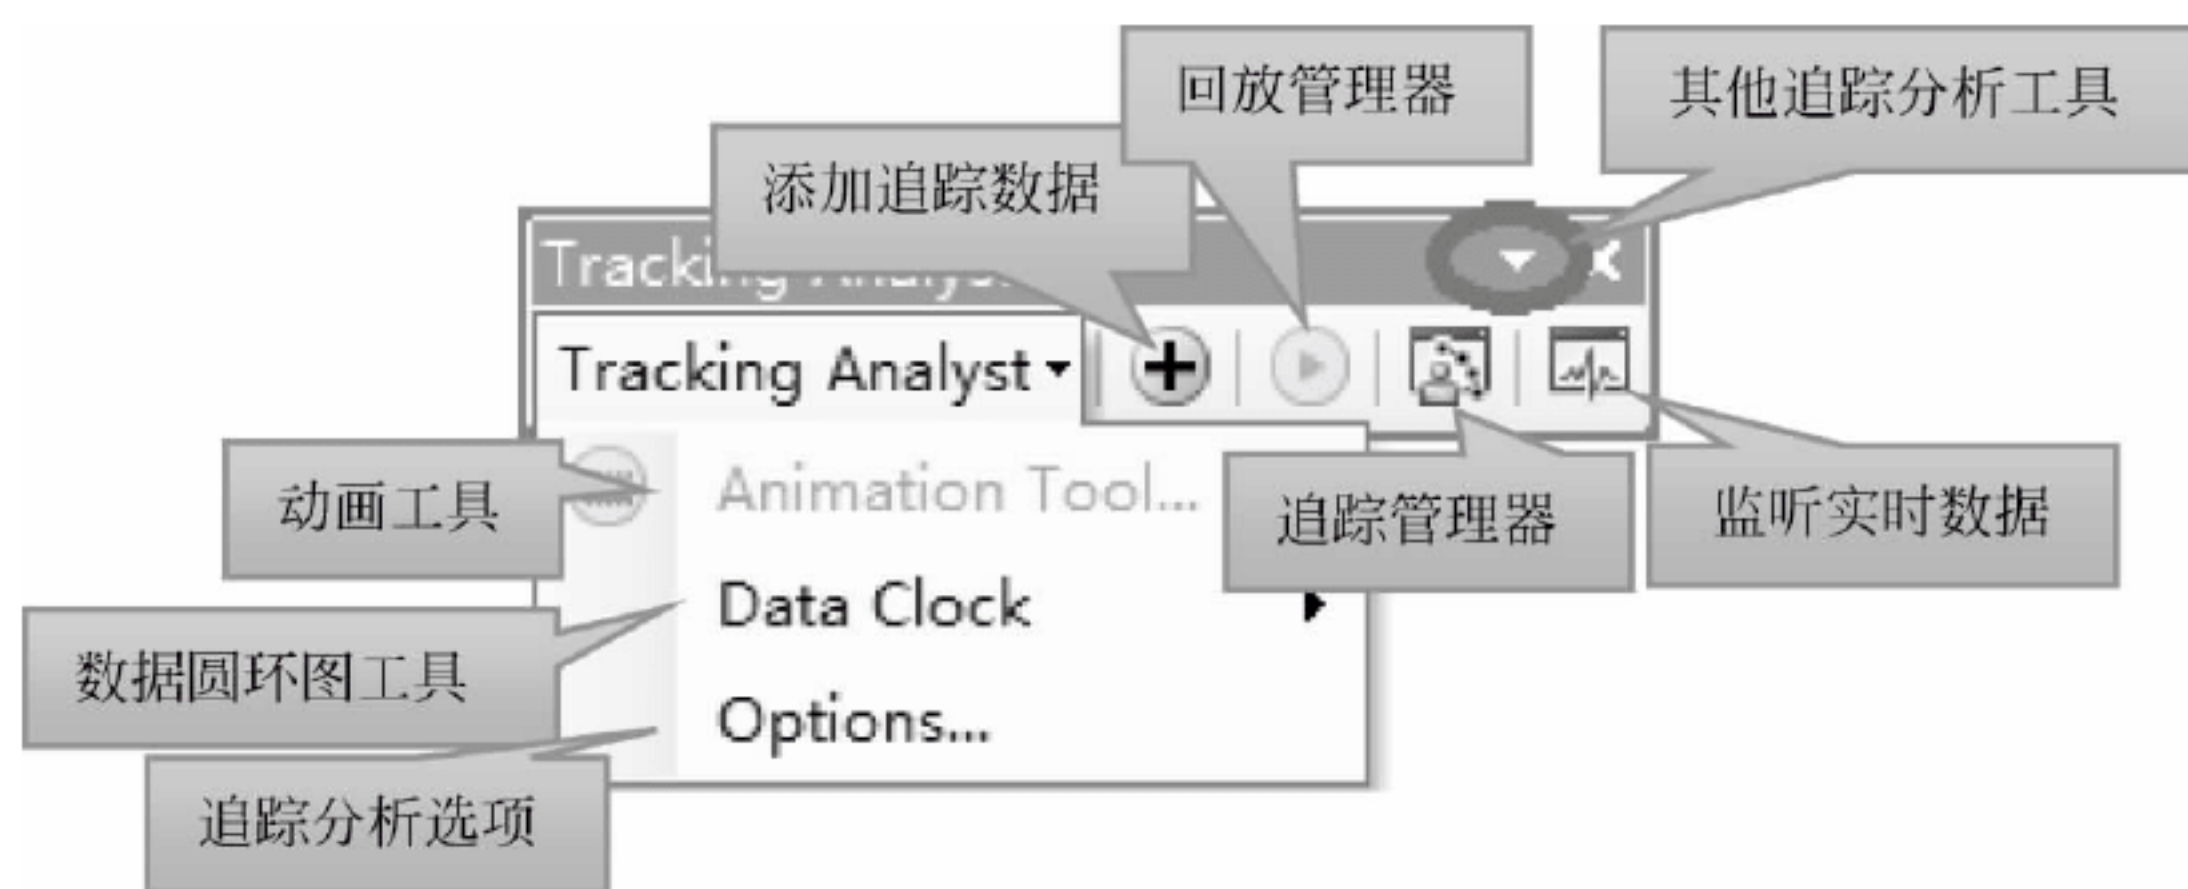 回放管理器
其他追踪分析工具
添加追踪数据
Tracking Analyst
Tracking Analyst
动画工具
Animation Tool...
追踪管理器
监听实时数据
Data Clock
数据圆环图工具
Options...
追踪分析选项